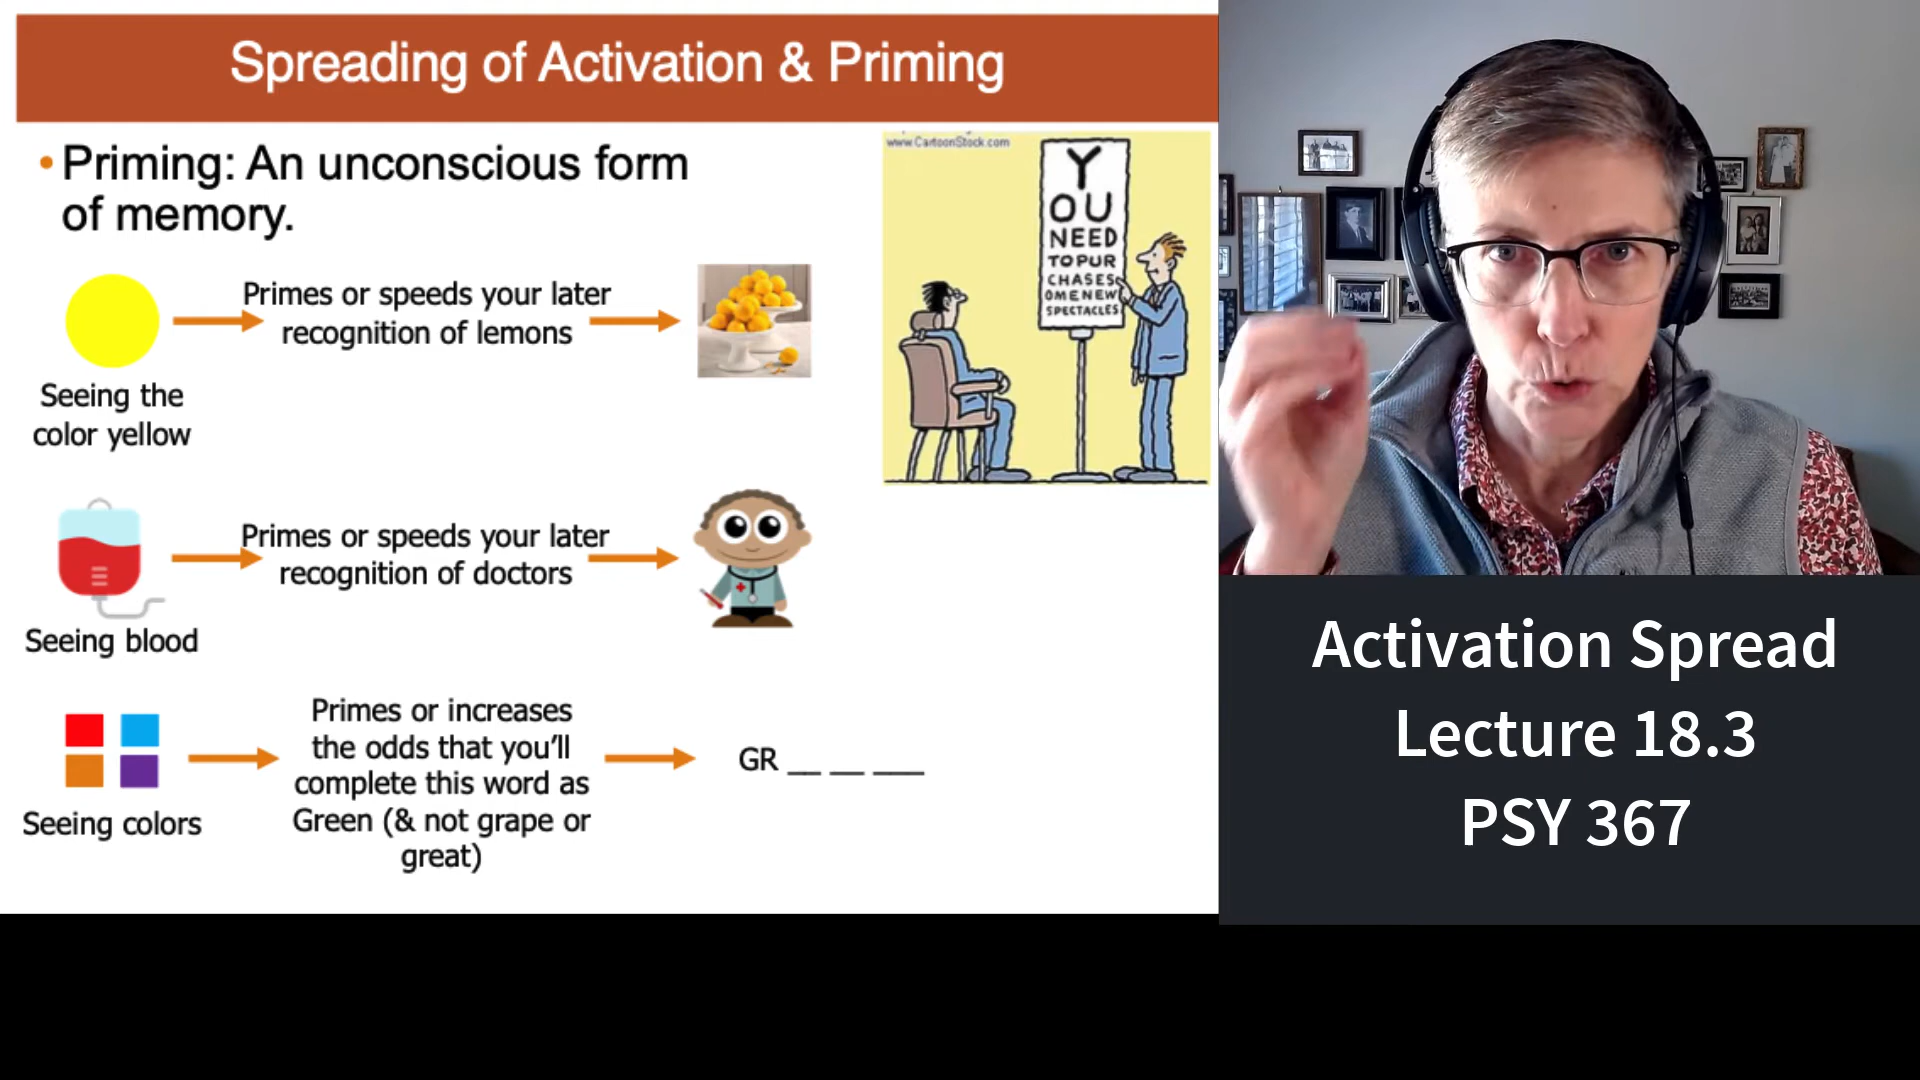 Spreading of Activation & Priming
• Priming: An unconscious form
of memory.
Primes or speeds your later
recognition of lemons
Seeing the
color yellow
www.CartoonStock.com
Y
OU
NEED
TOPUR
CHASES
OMENEW
SPECTACLES
Primes or speeds your later
recognition of doctors
Seeing blood
Primes or increases
the odds that you'll
complete this word as
Green (& not grape or
great)
GR __ __ ___
Seeing colors
Activation Spread
Lecture 18.3
PSY 367